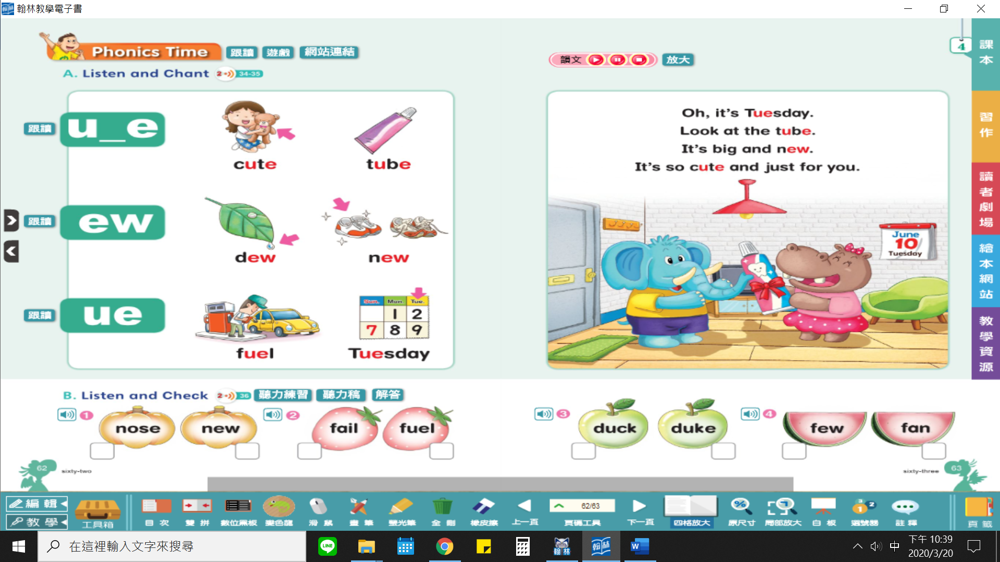 翰林教學電子書
Phonics Time 跟讀 遊戲 網站連結
A. Listen and Chant 2 34-35
跟讀 u_e
cute tube
跟讀 ew
dew new
跟讀 ue
Sun. Mon. Tue.
1 2
7 8 9
fuel Tuesday
韻文 放大
Oh, it's Tuesday.
Look at the tube.
It's big and new.
It's so cute and just for you.
June
10
Tuesday
4
課本
習作
讀者劇場
繪本網站
教學資源
B. Listen and Check 2 36 聽力練習 聽力稿 解答
1 nose new 2 fail fuel 3 duck duke 4 few fan
62 sixty-two
sixty-three 63
編輯
教學
工具箱
目次 雙拼 數位黑板 變色龍 滑鼠 畫筆 螢光筆 全刪 橡皮擦 上一頁
62/63
頁碼工具 下一頁 四格放大 原尺寸 局部放大 白板 選號器 註釋 頁籤
在這裡輸入文字來搜尋
LINE
翰林
翰林
W
中
下午 10:39
2020/3/20